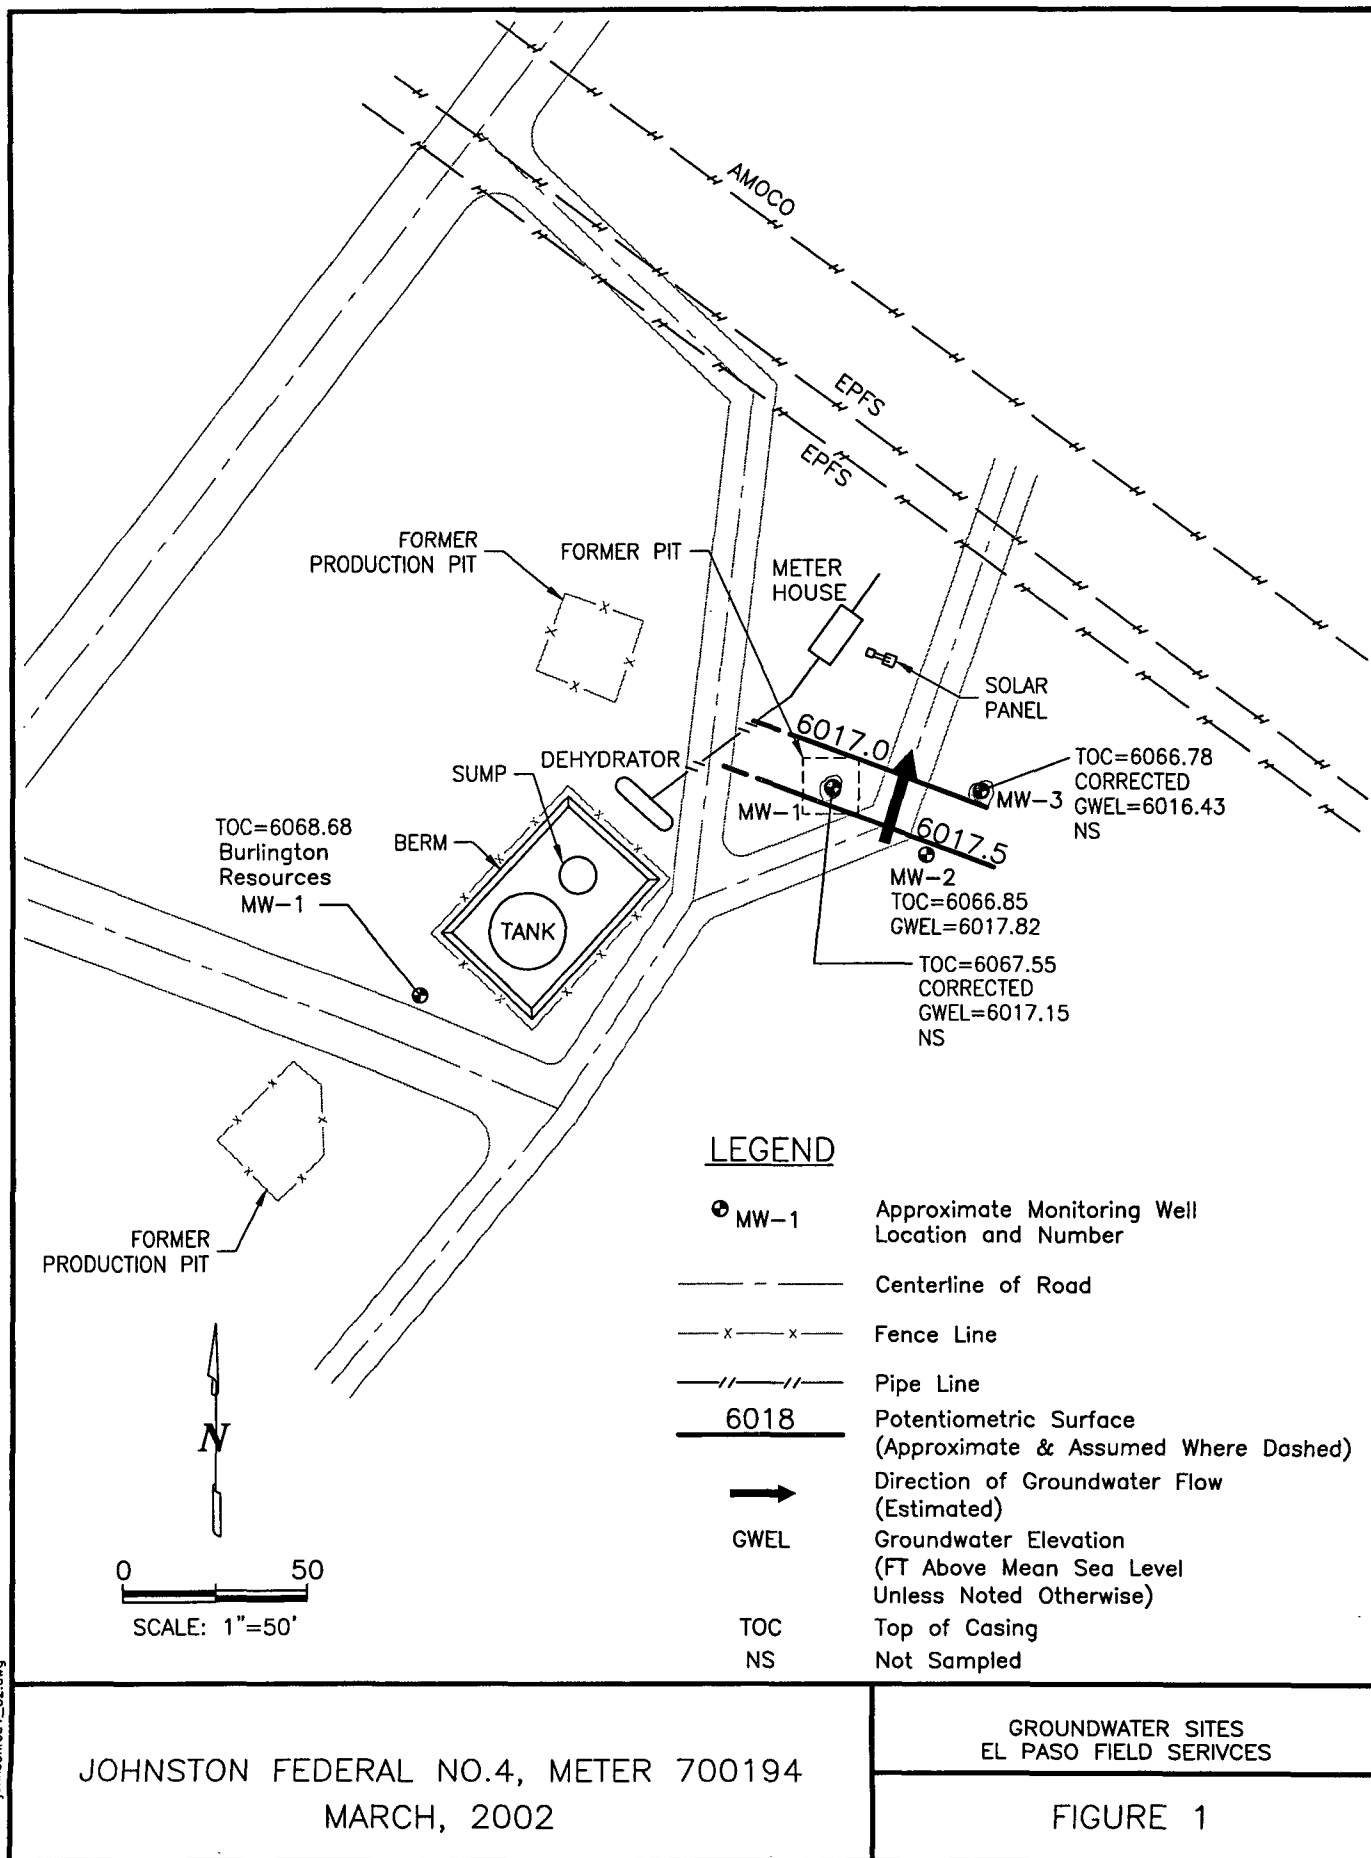 AMOCO
EPFS
EPFS
FORMER
PRODUCTION PIT
FORMER PIT
METER
HOUSE
SOLAR
PANEL
6017.0
DEHYDRATOR
SUMP
TOC=6066.78
CORRECTED
GWEL=6016.43
NS
MW-3
MW-1
6017.5
TOC=6068.68
Burlington
Resources
MW-1
BERM
TANK
MW-2
TOC=6066.85
GWEL=6017.82
TOC=6067.55
CORRECTED
GWEL=6017.15
NS
FORMER
PRODUCTION PIT
LEGEND
MW-1 Approximate Monitoring Well
Location and Number
Centerline of Road
x x Fence Line
Pipe Line
6018 Potentiometric Surface
(Approximate & Assumed Where Dashed)
Direction of Groundwater Flow
(Estimated)
GWEL Groundwater Elevation
(FT Above Mean Sea Level
Unless Noted Otherwise)
TOC Top of Casing
NS Not Sampled
N
0 50
SCALE: 1"=50'
JOHNSTON FEDERAL NO.4, METER 700194
MARCH, 2002
GROUNDWATER SITES
EL PASO FIELD SERIVCES
FIGURE 1